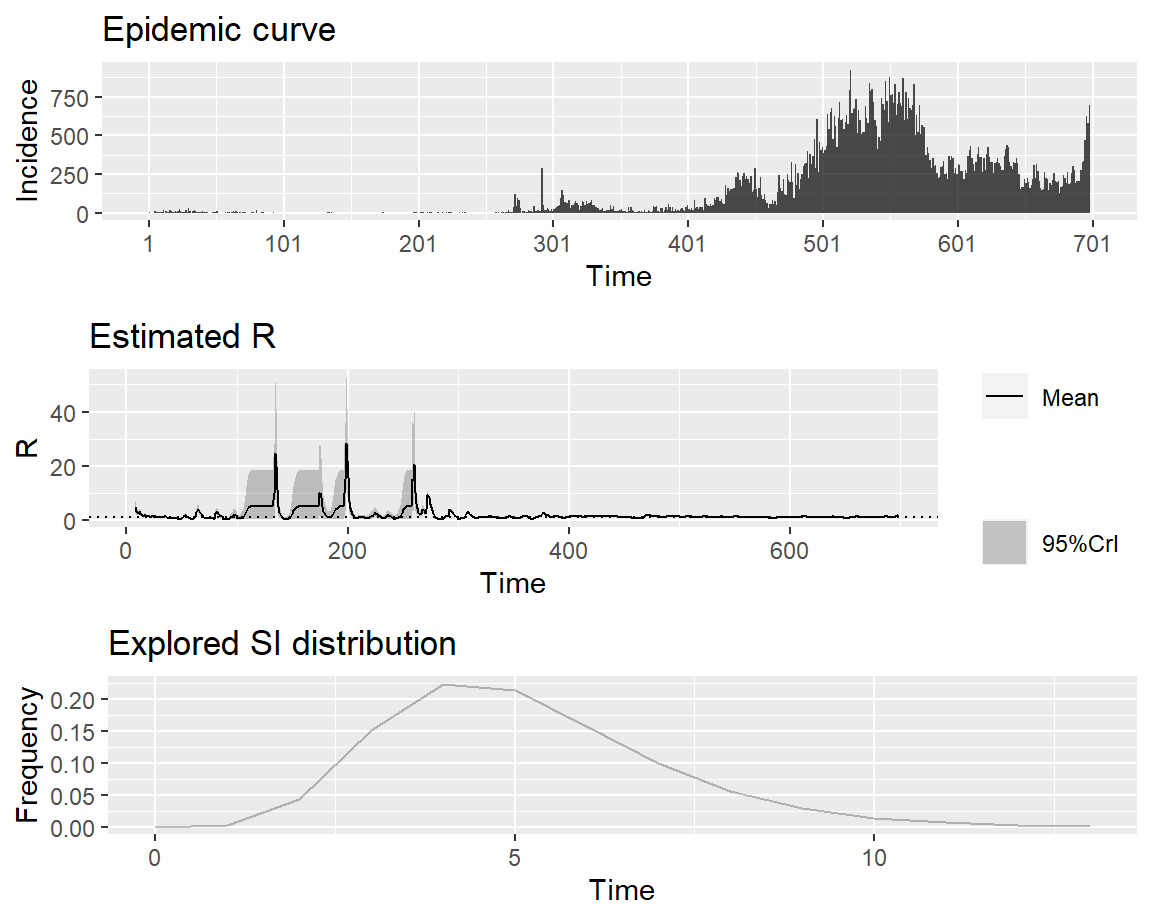 Epidemic curve
Incidence
750
500
250
0
1 101 201 301 401 501 601 701
Time
Estimated R
R
40
20
0
0 200 400 600
Time
Mean
95%CrI
Explored SI distribution
Frequency
0.20
0.15
0.10
0.05
0.00
0 5 10
Time